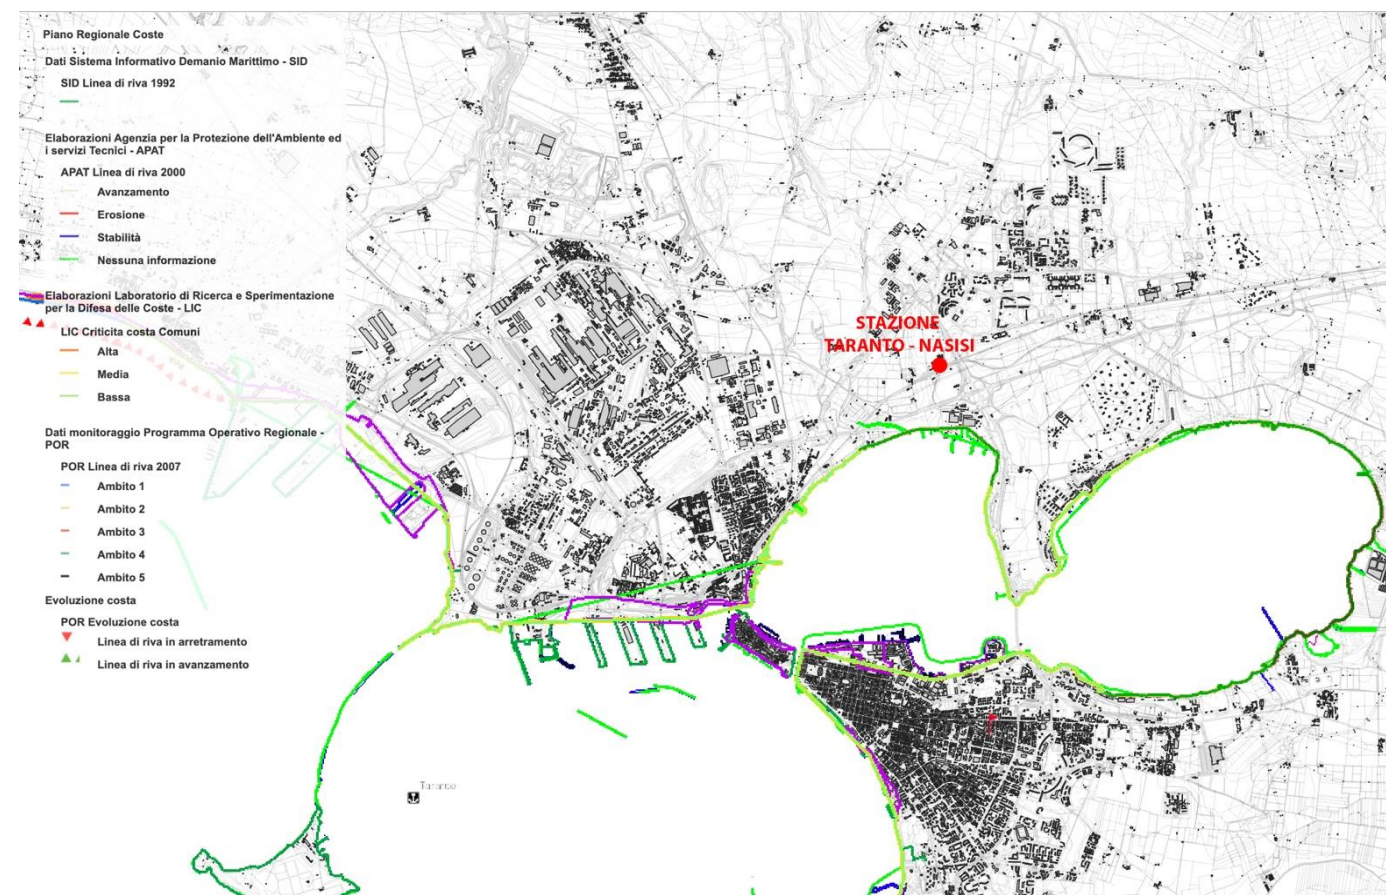 Piano Regionale Coste
Dati Sistema Informativo Demanio Marittimo - SID
SID Linea di riva 1992
Elaborazioni Agenzia per la Protezione dell'Ambiente ed
i servizi Tecnici - APAT
APAT Linea di riva 2000
Avanzamento
Erosione
Stabilità
Nessuna informazione
Elaborazioni Laboratorio di Ricerca e Sperimentazione
per la Difesa delle Coste - LIC
LIC Criticita costa Comuni
Alta
Media
Bassa
Dati monitoraggio Programma Operativo Regionale -
POR
POR Linea di riva 2007
Ambito 1
Ambito 2
Ambito 3
Ambito 4
Ambito 5
Evoluzione costa
POR Evoluzione costa
Linea di riva in arretramento
Linea di riva in avanzamento
STAZIONE
TARANTO - NASISI
Taranto